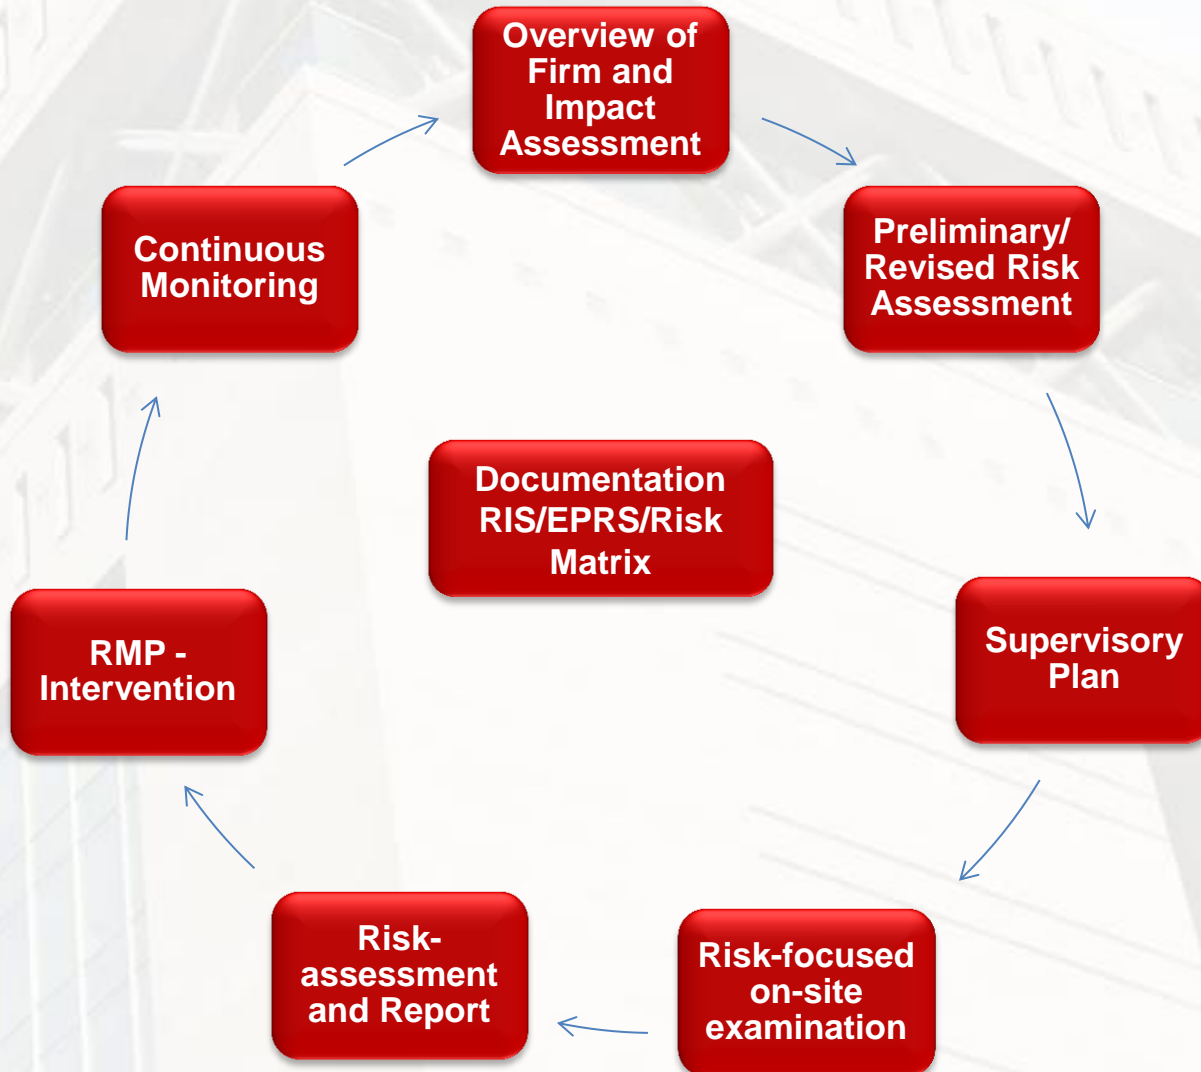 Overview of
Firm and
Impact
Assessment
Preliminary/
Revised Risk
Assessment
Supervisory
Plan
Risk-focused
on-site
examination
Risk-
assessment
and Report
RMP -
Intervention
Continuous
Monitoring
Documentation
RIS/EPRS/Risk
Matrix